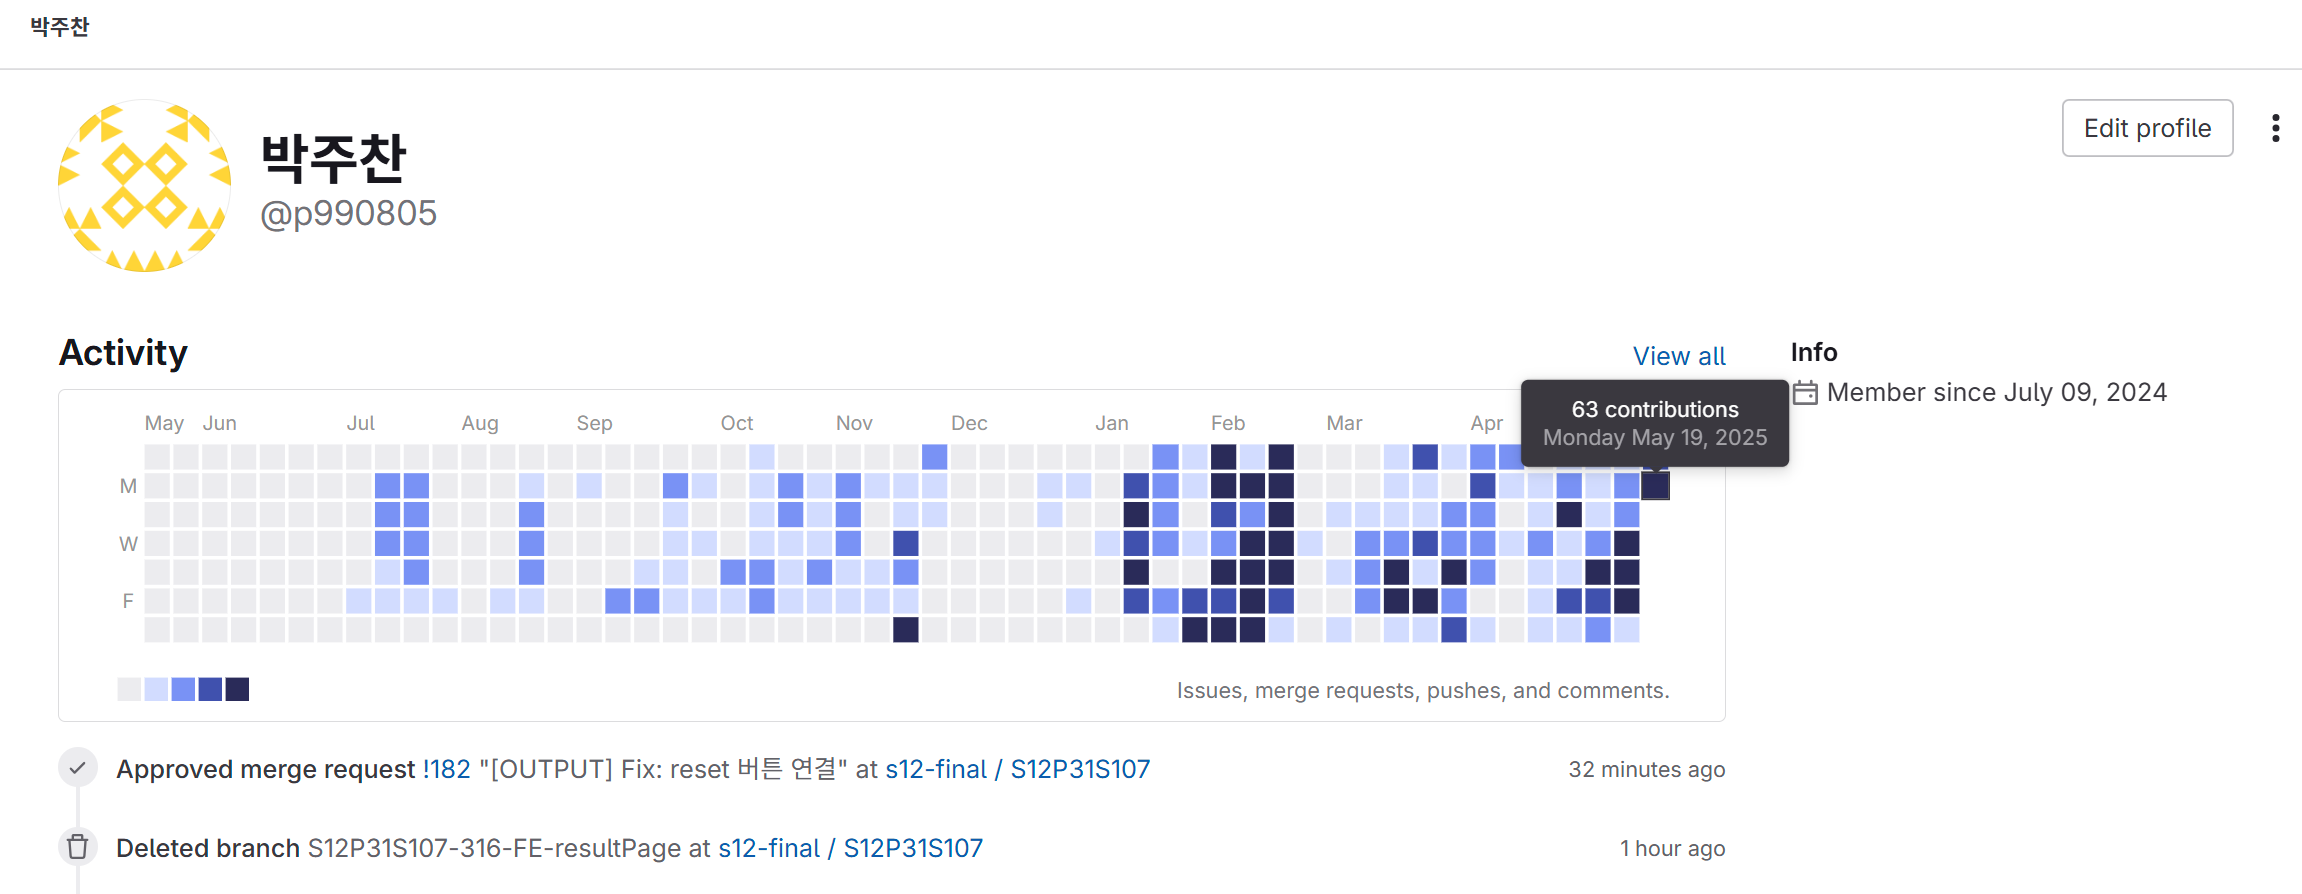 박주찬
Edit profile
박주찬
@p990805
Activity
View all
Info
Member since July 09, 2024
63 contributions
Monday May 19, 2025
May Jun Jul Aug Sep Oct Nov Dec Jan Feb Mar Apr
M
W
F
Issues, merge requests, pushes, and comments.
Approved merge request !182 "[OUTPUT] Fix: reset 버튼 연결" at s12-final / S12P31S107
32 minutes ago
Deleted branch S12P31S107-316-FE-resultPage at s12-final / S12P31S107
1 hour ago